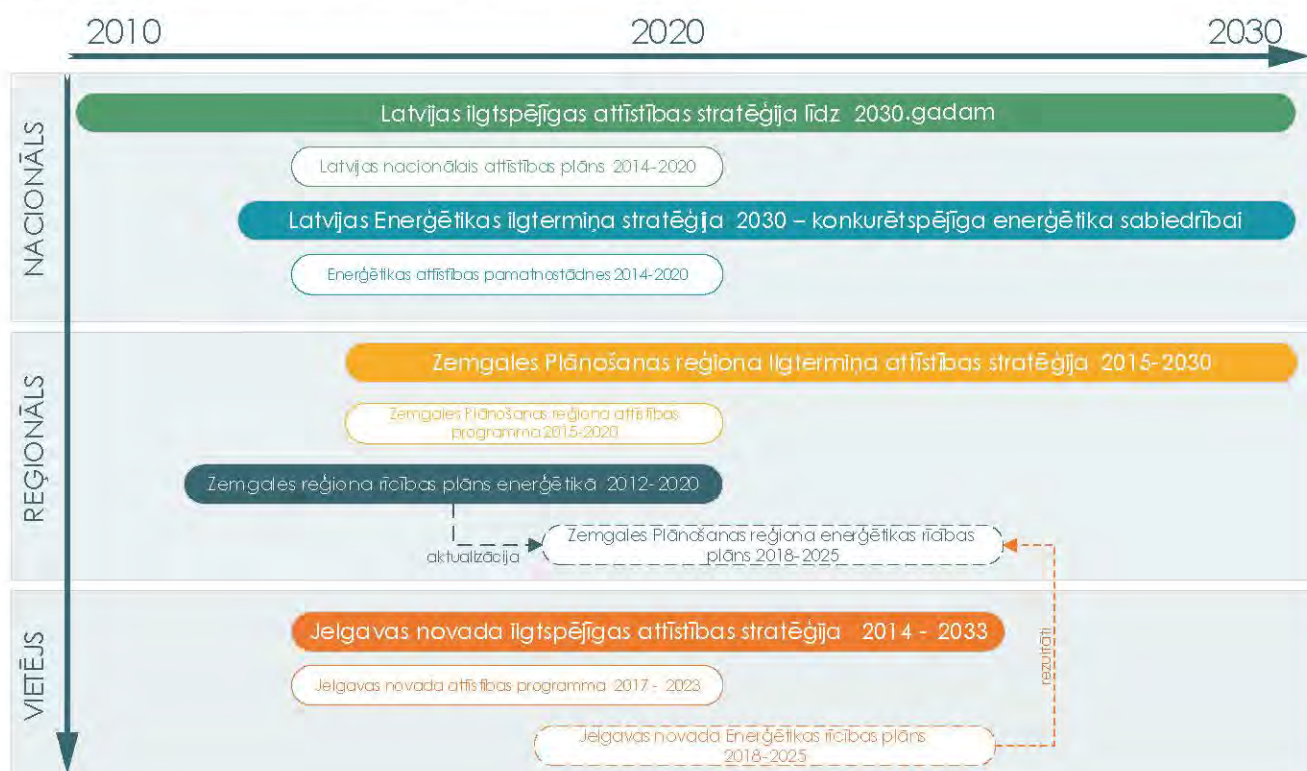 2010 2020 2030
NACIONĀLS
Latvijas ilgtspējīgas attīstības stratēģija līdz 2030.gadam
Latvijas nacionālais attīstības plāns 2014-2020
Latvijas Enerģētikas ilgtermiņa stratēģija 2030 – konkurētspējīga enerģētika sabiedrībai
Enerģētikas attīstības pamatnostādnes 2014-2020
REĢIONĀLS
Zemgales Plānošanas reģiona Ilgtermiņa attīstības stratēģija 2015-2030
Zemgales Plānošanas reģiona attīstības
programma 2015-2020
Zemgales reģiona rīcības plāns enerģētikā 2012-2020
aktualizācija
Zemgales Plānošanas reģiona enerģētikas rīcības
plāns 2018-2025
VIETĒJS
Jelgavas novada ilgtspējīgas attīstības stratēģija 2014 - 2033
Jelgavas novada attīstības programma 2017 - 2023
Jelgavas novada Enerģētikas rīcības plāns
2018-2025
rezultāti